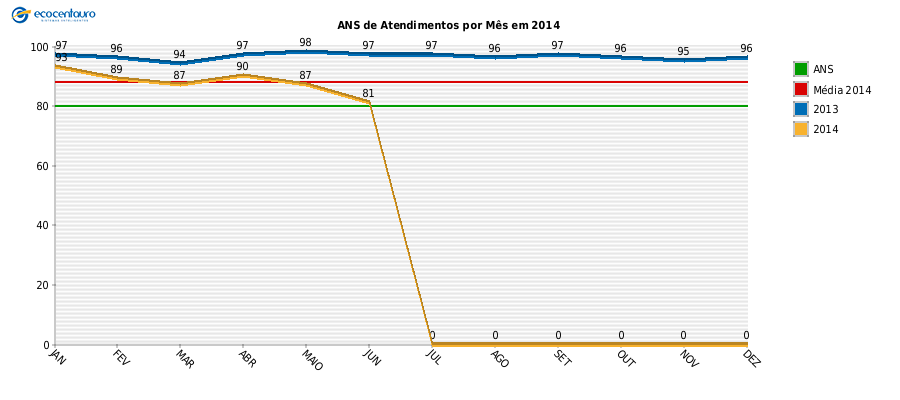 ecocentauro
ANS de Atendimentos por Mês em 2014
97 96 94 97 98 97 97 96 97 96 95 96
93 89 87 90 87 81 0 0 0 0 0 0
100
80
60
40
20
0
JAN FEV MAR ABR MAIO JUN JUL AGO SET OUT NOV DEZ
ANS
Média 2014
2013
2014